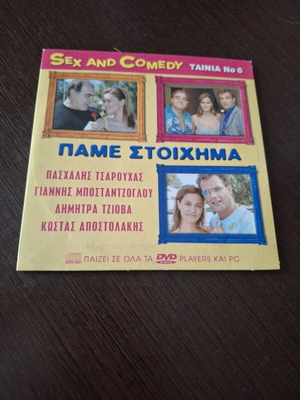 SEX AND COMEDY ΤΑΙΝΙΑ Νο 6
ΠΑΜΕ ΣΤΟΙΧΗΜΑ
ΠΑΣΧΑΛΗΣ ΤΣΑΡΟΥΧΑΣ
ΓΙΑΝΝΗΣ ΜΠΟΣΤΑΝΤΖΟΓΛΟΥ
ΔΗΜΗΤΡΑ ΤΖΙΟΒΑ
ΚΩΣΤΑΣ ΑΠΟΣΤΟΛΑΚΗΣ
ΠΑΙΖΕΙ ΣΕ ΟΛΑ ΤΑ DVD PLAYERS ΚΑΙ PC